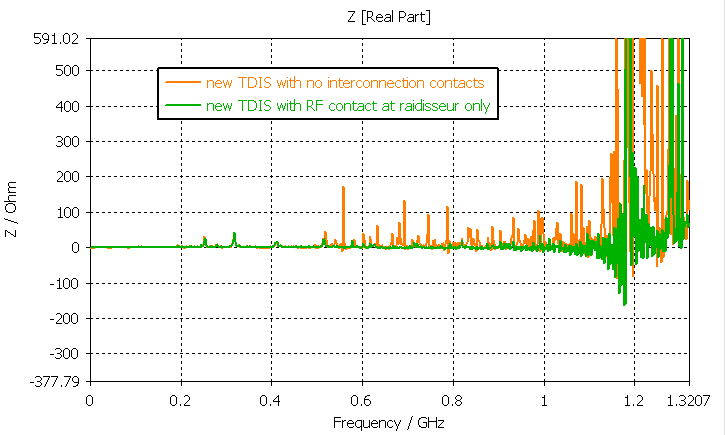 Z [Real Part]
591.02
500
400
300
200
100
0
-100
-200
-300
-377.79
Z / Ohm
new TDIS with no interconnection contacts
new TDIS with RF contact at raidisseur only
0 0.2 0.4 0.6 0.8 1 1.2 1.3207
Frequency / GHz